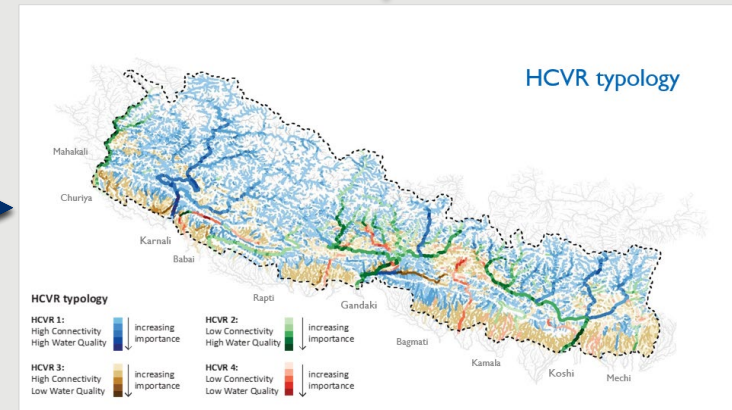 HCVR typology
Mahakali
Churiya
Karnali
Babai
Rapti
Gandaki
Bagmati
Kamala
Koshi
Mechi
HCVR typology
HCVR 1:
High Connectivity
High Water Quality
increasing
importance
HCVR 2:
Low Connectivity
High Water Quality
increasing
importance
HCVR 3:
High Connectivity
Low Water Quality
increasing
importance
HCVR 4:
Low Connectivity
Low Water Quality
increasing
importance